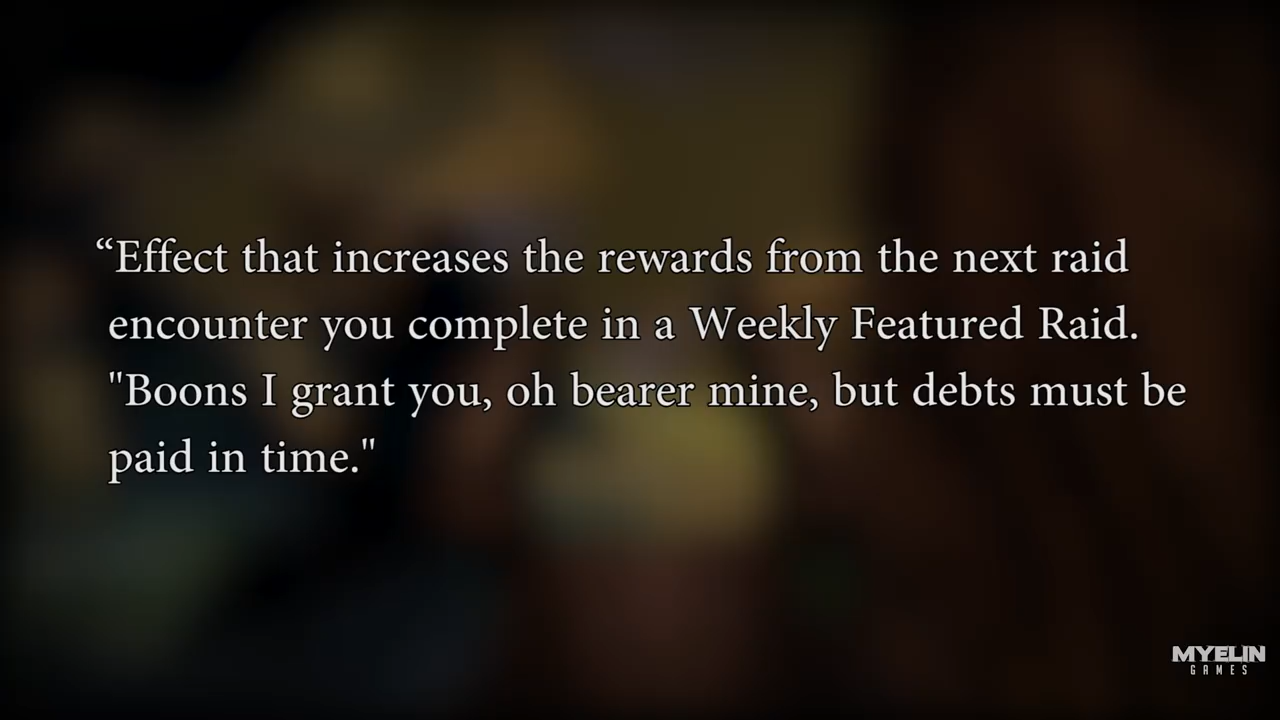 “Effect that increases the rewards from the next raid
encounter you complete in a Weekly Featured Raid.
"Boons I grant you, oh bearer mine, but debts must be
paid in time."
MYELIN
GAMES